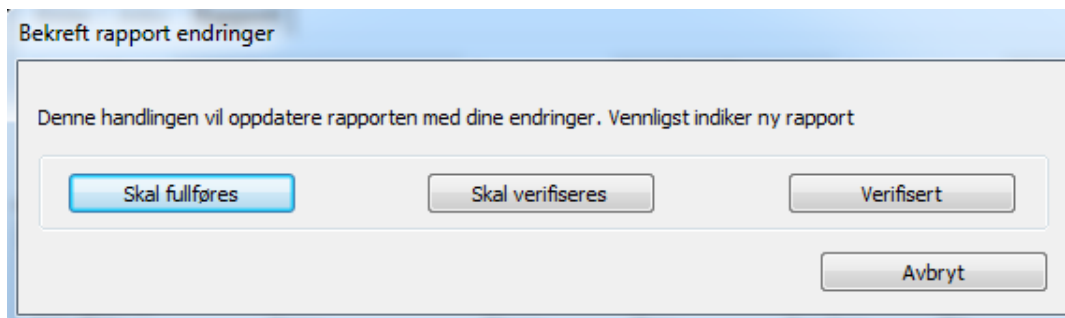 Bekreft rapport endringer
Denne handlingen vil oppdatere rapporten med dine endringer. Vennligst indiker ny rapport
Skal fullføres Skal verifiseres Verifisert
Avbryt